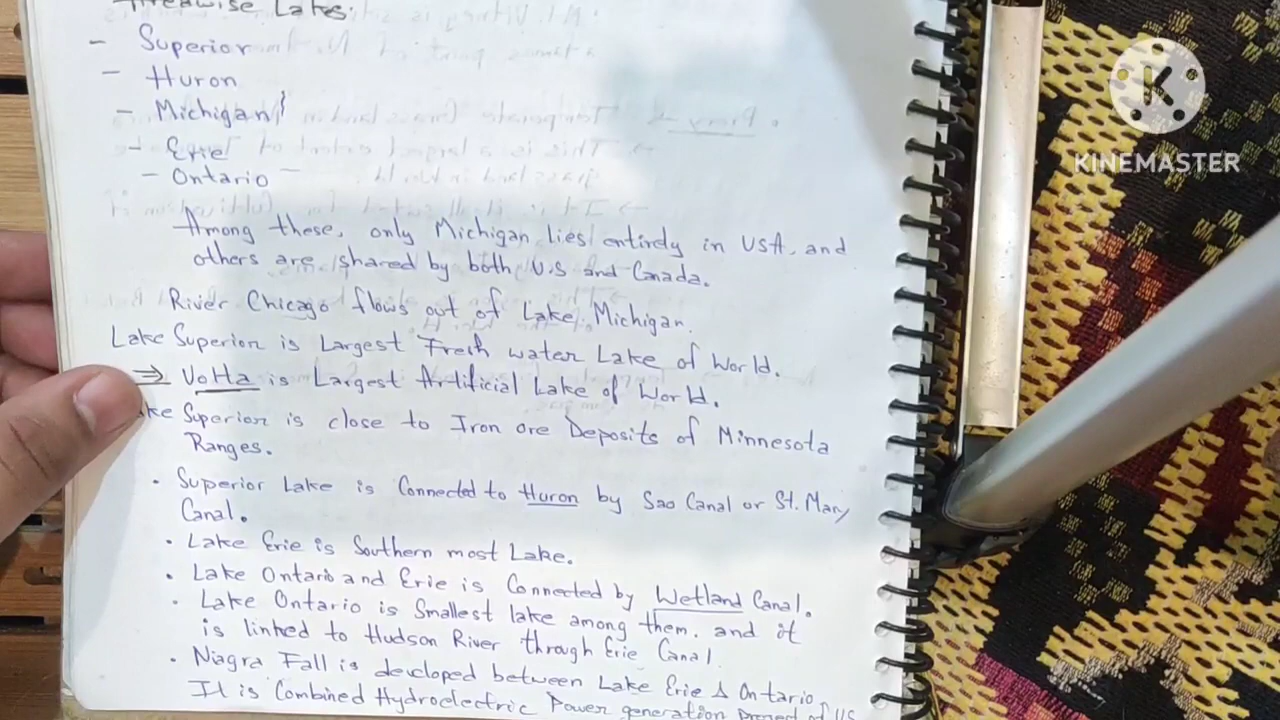 Areawise Lake:
- Superior
- Huron
- Michigan
- Erie
- Ontario
Among these, only Michigan lies entirely in USA, and
others are shared by both U.S and Canada.
River Chicago flows out of Lake Michigan.
Lake Superior is Largest Fresh water Lake of World.
⇒ Volta is Largest Artificial Lake of World.
ke Superior is close to Iron ore Deposits of Minnesota
Ranges.
• Superior Lake is Connected to Huron by Sao Canal or St. Mary
Canal.
• Lake Erie is Southern most Lake.
• Lake Ontario and Erie is Connected by Wetland Canal.
• Lake Ontario is Smallest lake among them. and it
is linked to Hudson River through Erie Canal.
• Niagra Fall is developed between Lake Erie & Ontario,
It is Combined Hydroelectric Power generation of US
KINEMASTER